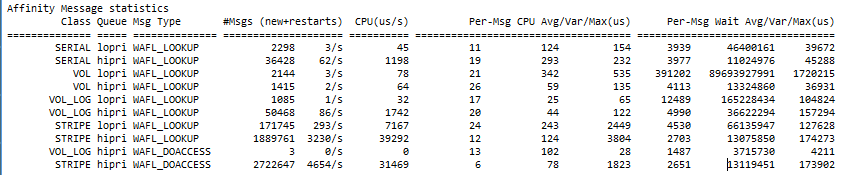 Affinity Message statistics
Class Queue Msg Type #Msgs (new+restarts) CPU(us/s) Per-Msg CPU Avg/Var/Max(us) Per-Msg Wait Avg/Var/Max(us)
=============== ===== ============== ==================== ========== ============================== ==============================
SERIAL lopri WAFL_LOOKUP 2298 3/s 45 11 124 154 3939 46400161 39672
SERIAL hipri WAFL_LOOKUP 36428 62/s 1198 19 293 232 3977 11024976 45288
VOL lopri WAFL_LOOKUP 2144 3/s 78 21 342 535 391202 89693927991 1720215
VOL hipri WAFL_LOOKUP 1415 2/s 64 26 59 135 4113 13324860 36931
VOL_LOG lopri WAFL_LOOKUP 1085 1/s 32 17 25 65 12489 165228434 104824
VOL_LOG hipri WAFL_LOOKUP 50468 86/s 1742 20 44 122 4990 36622294 157294
STRIPE lopri WAFL_LOOKUP 171745 293/s 7167 24 243 2449 4530 66135947 127628
STRIPE hipri WAFL_LOOKUP 1889761 3230/s 39292 12 124 3804 2703 13075850 174273
VOL_LOG hipri WAFL_DOACCESS 3 0/s 0 13 102 28 1487 3715730 4211
STRIPE hipri WAFL_DOACCESS 2722647 4654/s 31469 6 78 1823 2651 13119451 173902